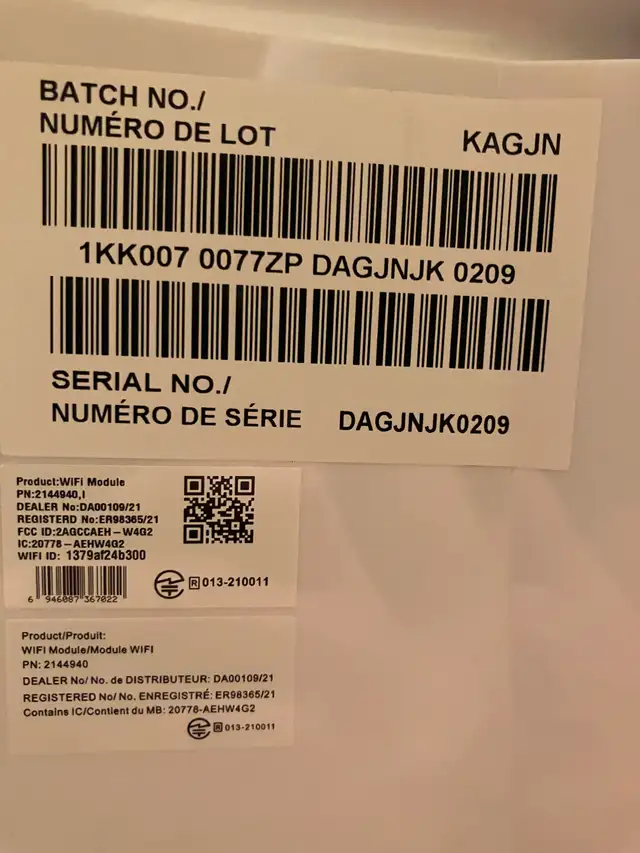 BATCH NO./
NUMÉRO DE LOT KAGJN
1KK007 0077ZP DAGJNJK 0209
SERIAL NO./
NUMÉRO DE SÉRIE DAGJNJK0209
Product:WiFi Module
PN:2144940,I
DEALER No:DA00109/21
REGISTERD No:ER98365/21
FCC ID:2AGCCAEH-W4G2
IC:20778-AEHW4G2
WIFI ID: 1379af24b300
R 013-210011
6 946087 367022
Product/Produit:
WIFI Module/Module WIFI
PN: 2144940
DEALER No/ No. de DISTRIBUTEUR: DA00109/21
REGISTERED No/ No. ENREGISTRÉ: ER98365/21
Contains IC/Contient du MB: 20778-AEHW4G2
R 013-210011